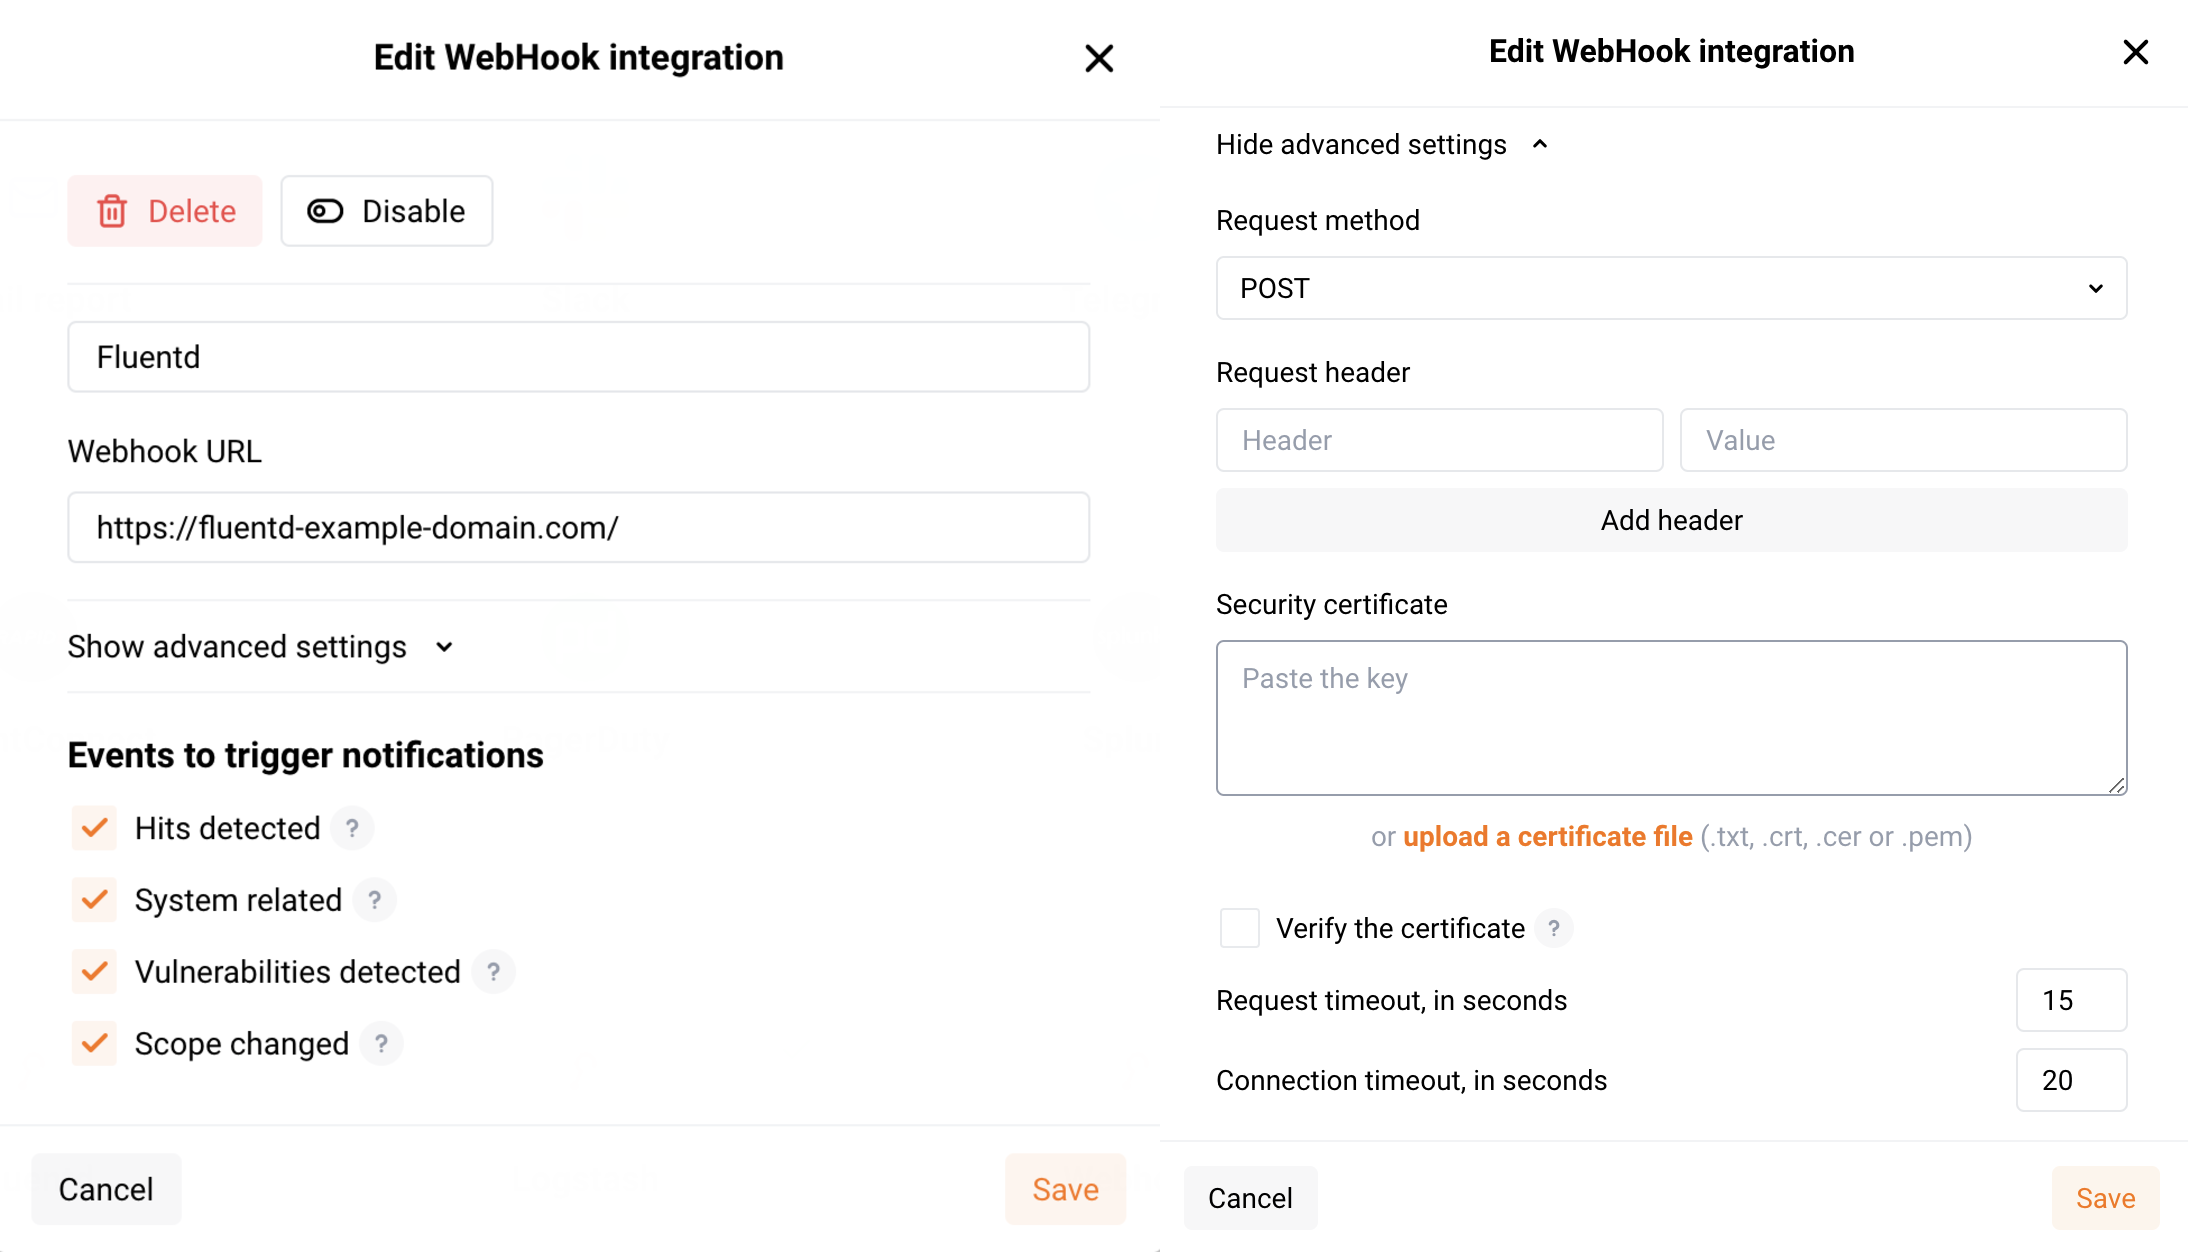 Edit WebHook integration
Delete
Disable
Fluentd
Webhook URL
https://fluentd-example-domain.com/
Show advanced settings
Events to trigger notifications
Hits detected ?
System related ?
Vulnerabilities detected ?
Scope changed ?
Cancel
Save
Edit WebHook integration
Hide advanced settings
Request method
POST
Request header
Header
Value
Add header
Security certificate
Paste the key
or upload a certificate file (.txt, .crt, .cer or .pem)
Verify the certificate ?
Request timeout, in seconds
15
Connection timeout, in seconds
20
Cancel
Save